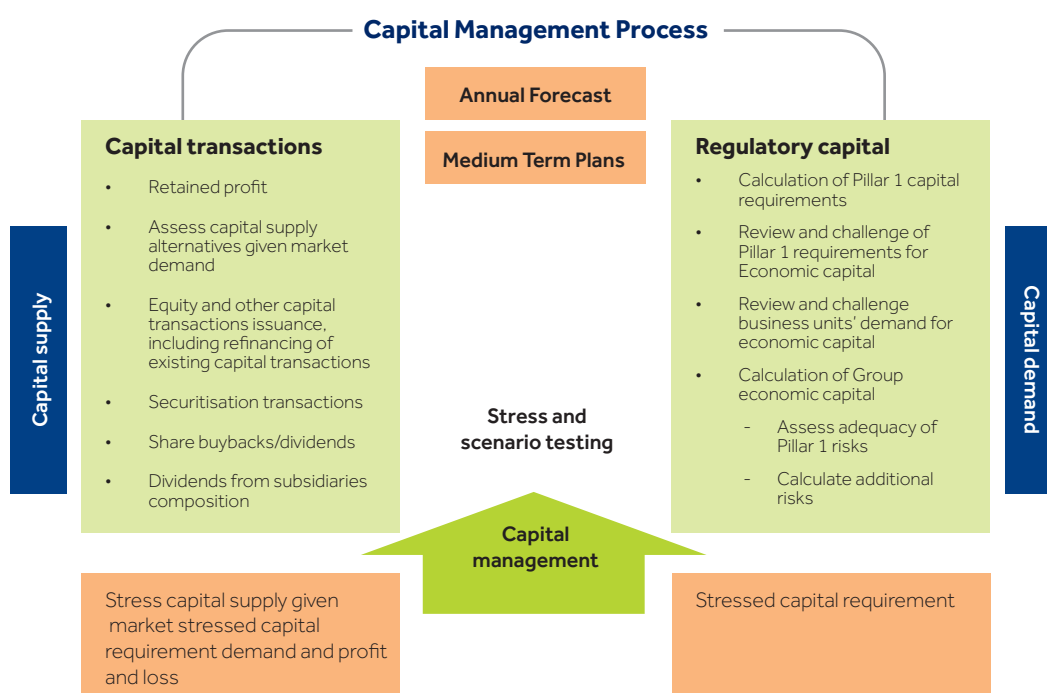 Capital Management Process
Annual Forecast
Medium Term Plans
Capital supply
Capital transactions
• Retained profit
• Assess capital supply
alternatives given market
demand
• Equity and other capital
transactions issuance,
including refinancing of
existing capital transactions
• Securitisation transactions
• Share buybacks/dividends
• Dividends from subsidiaries
composition
Stress and
scenario testing
Capital
management
Regulatory capital
• Calculation of Pillar 1 capital
requirements
• Review and challenge of
Pillar 1 requirements for
Economic capital
• Review and challenge
business units’ demand for
economic capital
• Calculation of Group
economic capital
- Assess adequacy of
Pillar 1 risks
- Calculate additional
risks
Capital demand
Stress capital supply given
market stressed capital
requirement demand and profit
and loss
Stressed capital requirement